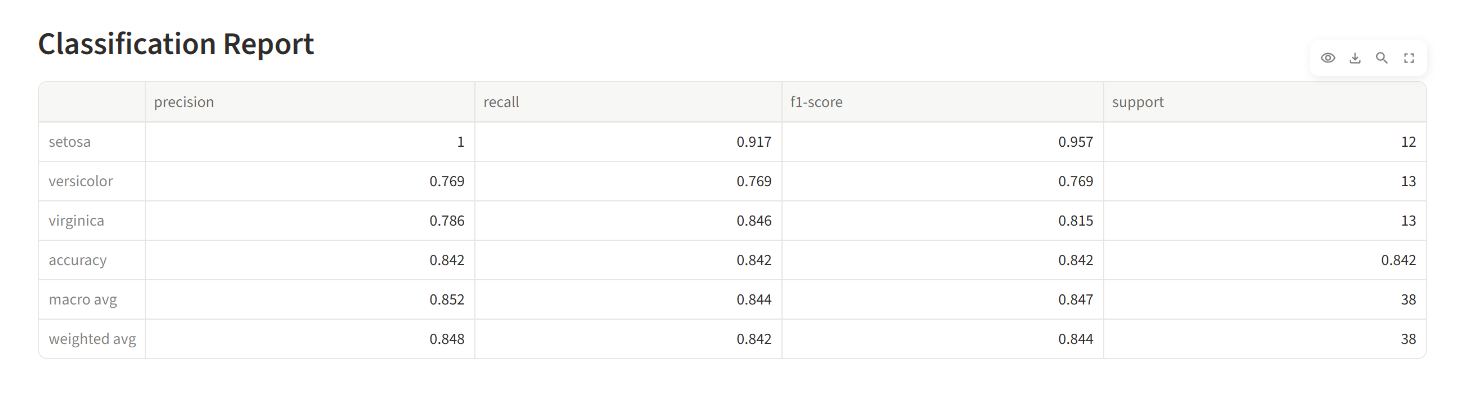 Classification Report
precision recall f1-score support
setosa 1 0.917 0.957 12
versicolor 0.769 0.769 0.769 13
virginica 0.786 0.846 0.815 13
accuracy 0.842 0.842 0.842 0.842
macro avg 0.852 0.844 0.847 38
weighted avg 0.848 0.842 0.844 38